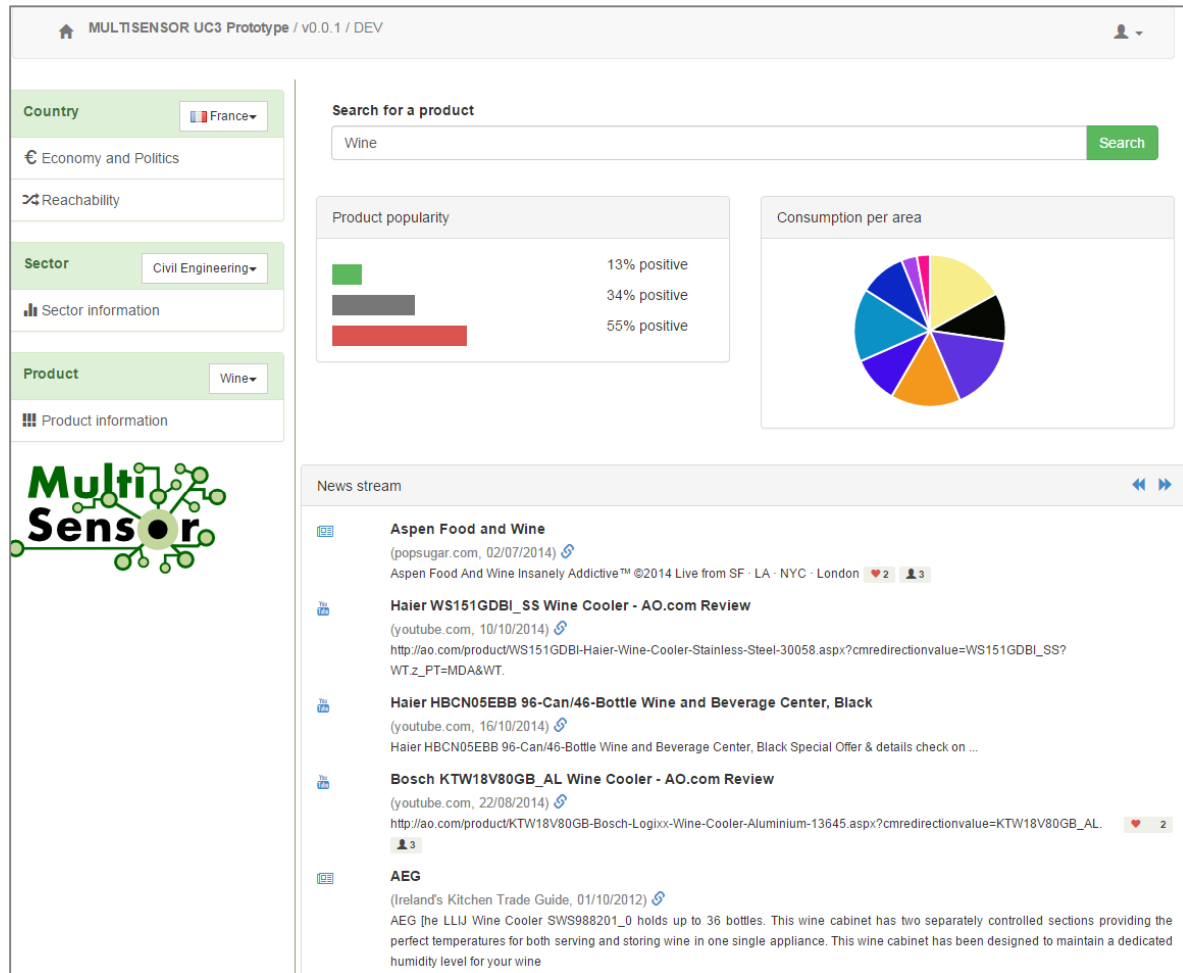 MULTISENSOR UC3 Prototype / v0.0.1 / DEV
Country
France
€ Economy and Politics
Reachability
Sector
Civil Engineering
Sector information
Product
Wine
Product information
Multi
Sensor
Search for a product
Wine
Search
Product popularity
13% positive
34% positive
55% positive
Consumption per area
News stream
Aspen Food and Wine
(popsugar.com, 02/07/2014)
Aspen Food And Wine Insanely Addictive™ ©2014 Live from SF · LA · NYC · London 2 3
You Tube
Haier WS151GDBI_SS Wine Cooler - AO.com Review
(youtube.com, 10/10/2014)
http://ao.com/product/WS151GDBI-Haier-Wine-Cooler-Stainless-Steel-30058.aspx?cmredirectionvalue=WS151GDBI_SS?
WT.z_PT=MDA&WT.
You Tube
Haier HBCN05EBB 96-Can/46-Bottle Wine and Beverage Center, Black
(youtube.com, 16/10/2014)
Haier HBCN05EBB 96-Can/46-Bottle Wine and Beverage Center, Black Special Offer & details check on ...
You Tube
Bosch KTW18V80GB_AL Wine Cooler - AO.com Review
(youtube.com, 22/08/2014)
http://ao.com/product/KTW18V80GB-Bosch-Logixx-Wine-Cooler-Aluminium-13645.aspx?cmredirectionvalue=KTW18V80GB_AL. 2
3
AEG
(Ireland's Kitchen Trade Guide, 01/10/2012)
AEG [he LLIJ Wine Cooler SWS988201_0 holds up to 36 bottles. This wine cabinet has two separately controlled sections providing the
perfect temperatures for both serving and storing wine in one single appliance. This wine cabinet has been designed to maintain a dedicated
humidity level for your wine